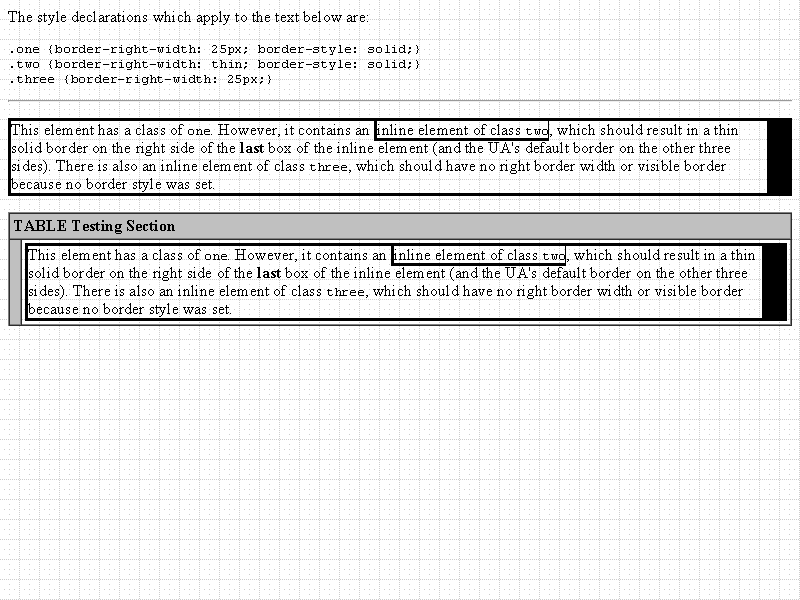 The style declarations which apply to the text below are:
.one {border-right-width: 25px; border-style: solid;}
.two {border-right-width: thin; border-style: solid;}
.three {border-right-width: 25px;}
This element has a class of one. However, it contains an inline element of class two, which should result in a thin
solid border on the right side of the last box of the inline element (and the UA's default border on the other three
sides). There is also an inline element of class three, which should have no right border width or visible border
because no border style was set.
TABLE Testing Section
This element has a class of one. However, it contains an inline element of class two, which should result in a thin
solid border on the right side of the last box of the inline element (and the UA's default border on the other three
sides). There is also an inline element of class three, which should have no right border width or visible border
because no border style was set.